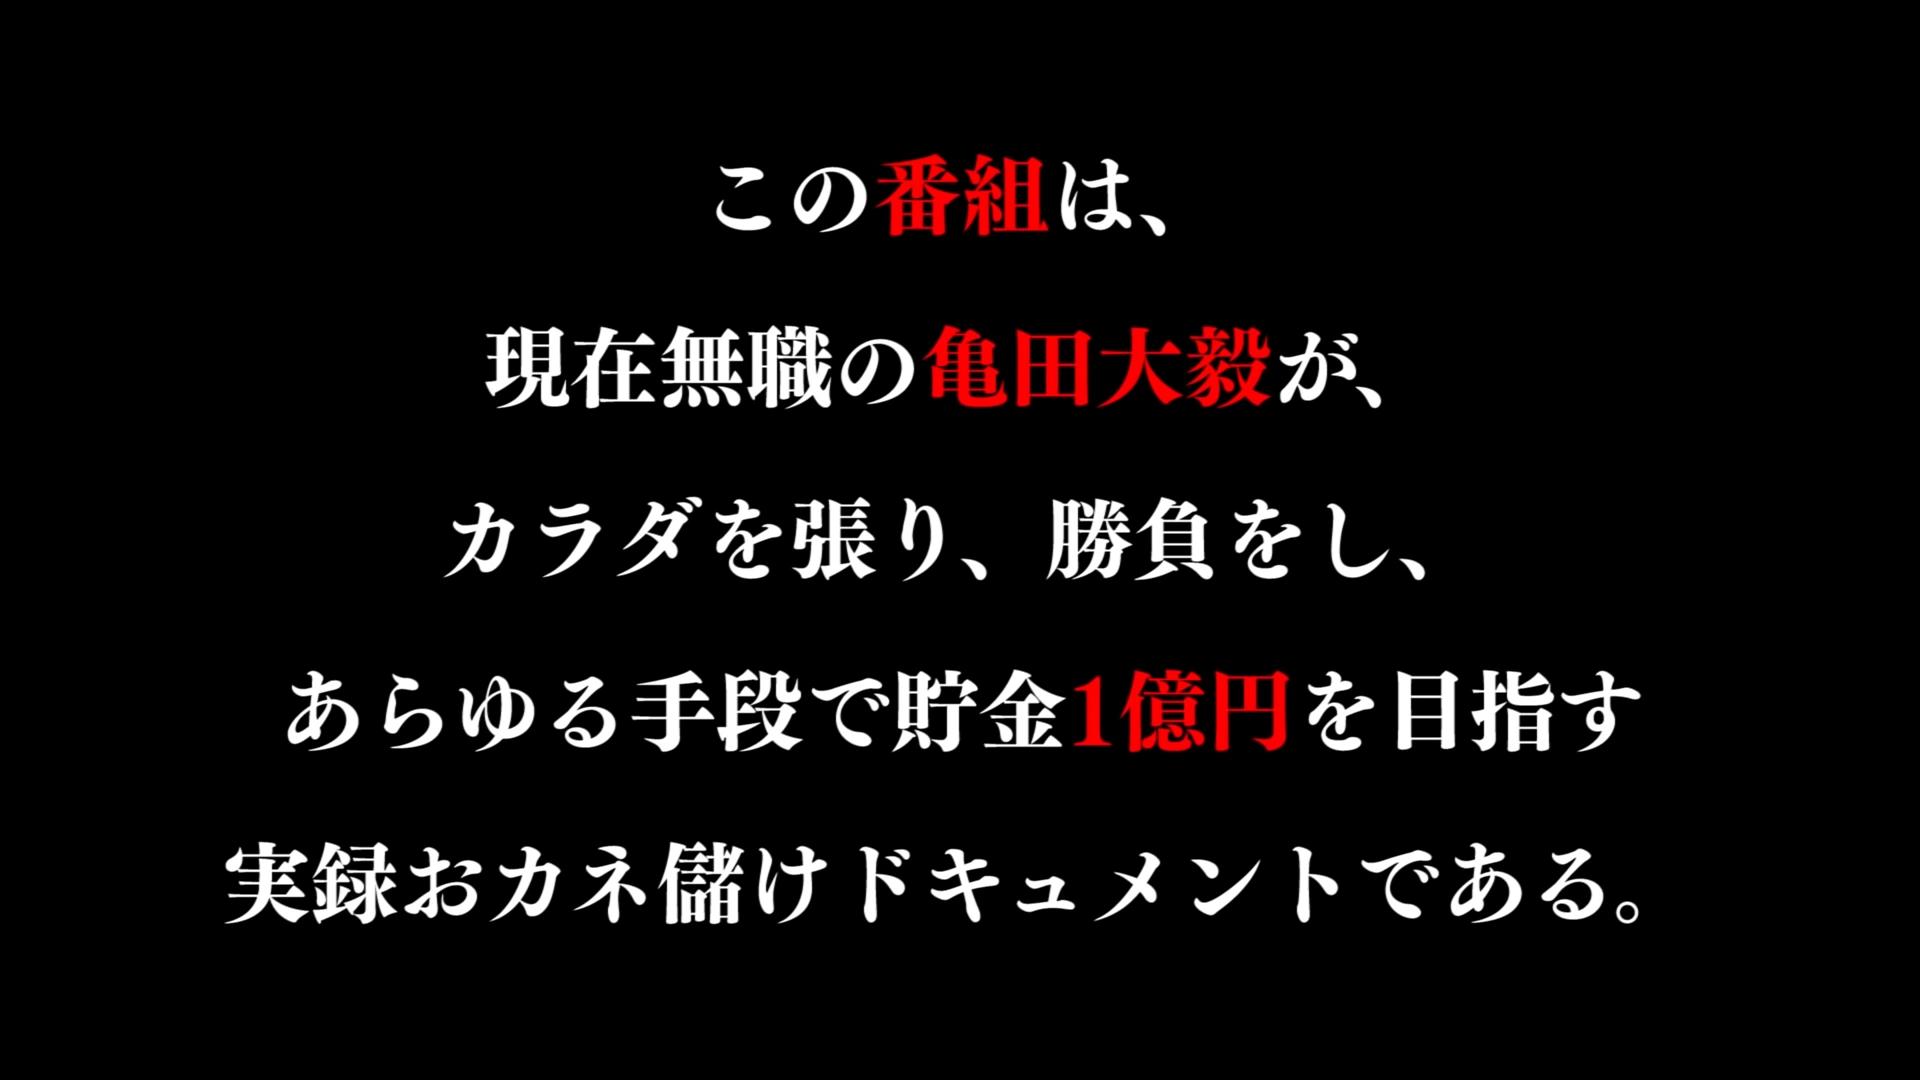 この番組は、
現在無職の亀田大毅が、
カラダを張り、勝負をし、
あらゆる手段で貯金1億円を目指す
実録おカネ儲けドキュメントである。